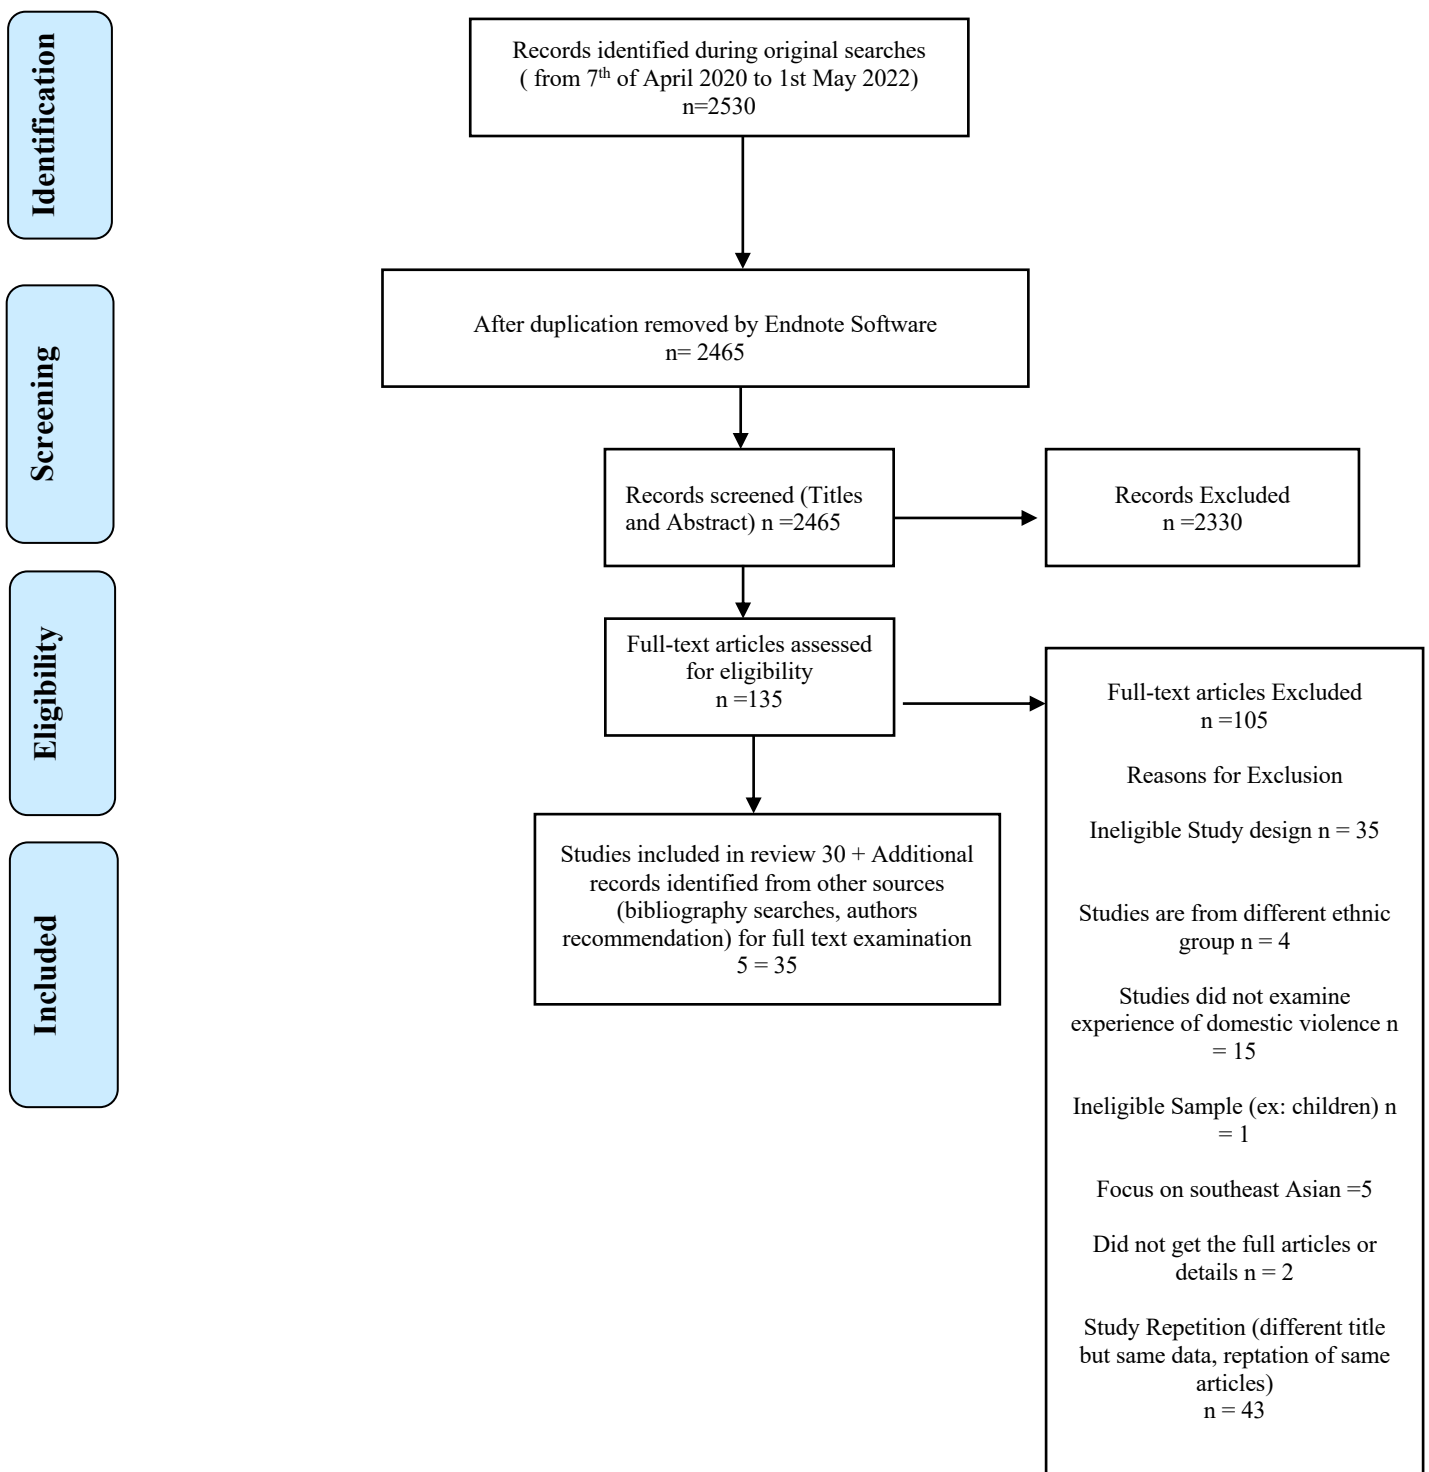 Identification
Records identified during original searches
( from 7th of April 2020 to 1st May 2022)
n=2530
Screening
After duplication removed by Endnote Software
n= 2465
Records screened (Titles
and Abstract) n =2465
Records Excluded
n =2330
Eligibility
Full-text articles assessed
for eligibility
n =135
Full-text articles Excluded
n =105
Reasons for Exclusion
Ineligible Study design n = 35
Studies are from different ethnic
group n = 4
Studies did not examine
experience of domestic violence n
= 15
Ineligible Sample (ex: children) n
= 1
Focus on southeast Asian =5
Did not get the full articles or
details n = 2
Study Repetition (different title
but same data, reptation of same
articles)
n = 43
Included
Studies included in review 30 + Additional
records identified from other sources
(bibliography searches, authors
recommendation) for full text examination
5 = 35